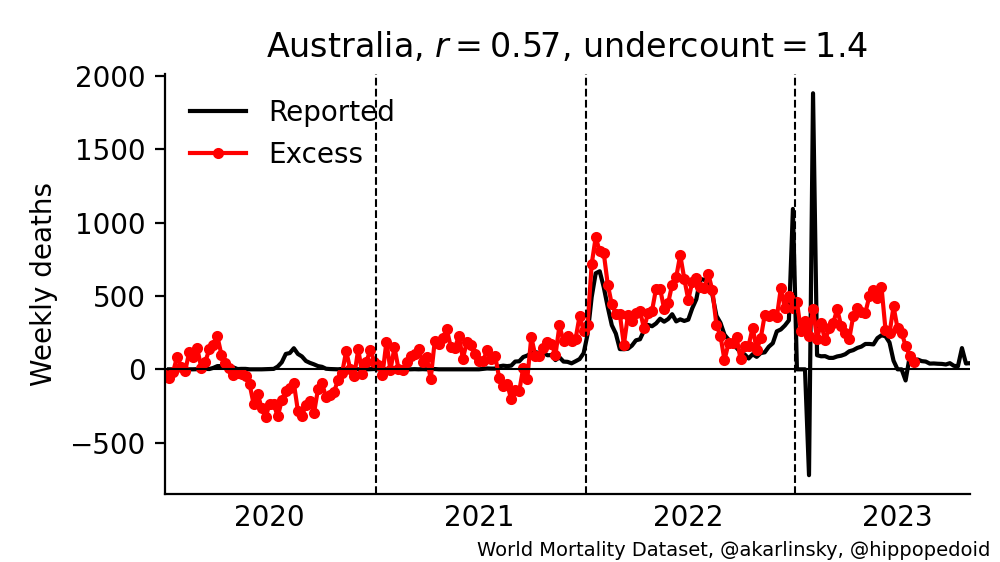 Australia, r = 0.57, undercount = 1.4
2000
1500
1000
500
0
−500
Weekly deaths
Reported
Excess
2020 2021 2022 2023
World Mortality Dataset, @akarlinsky, @hippopedoid